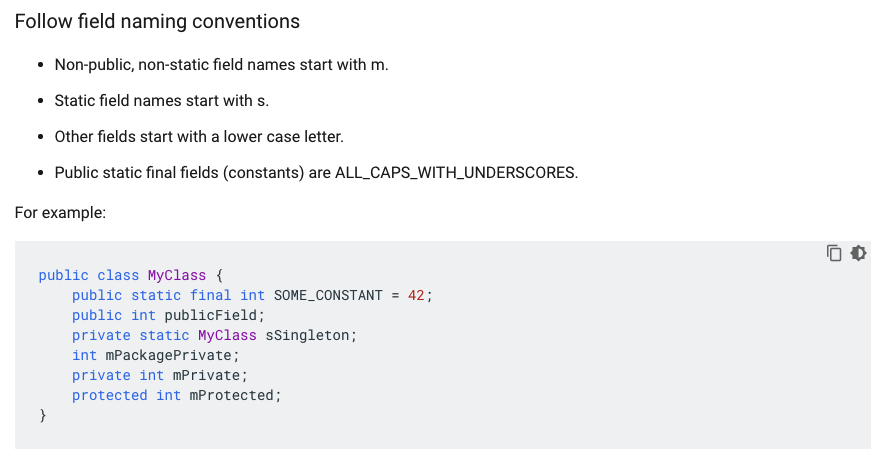 Follow field naming conventions
• Non-public, non-static field names start with m.
• Static field names start with s.
• Other fields start with a lower case letter.
• Public static final fields (constants) are ALL_CAPS_WITH_UNDERSCORES.
For example:
public class MyClass {
    public static final int SOME_CONSTANT = 42;
    public int publicField;
    private static MyClass sSingleton;
    int mPackagePrivate;
    private int mPrivate;
    protected int mProtected;
}